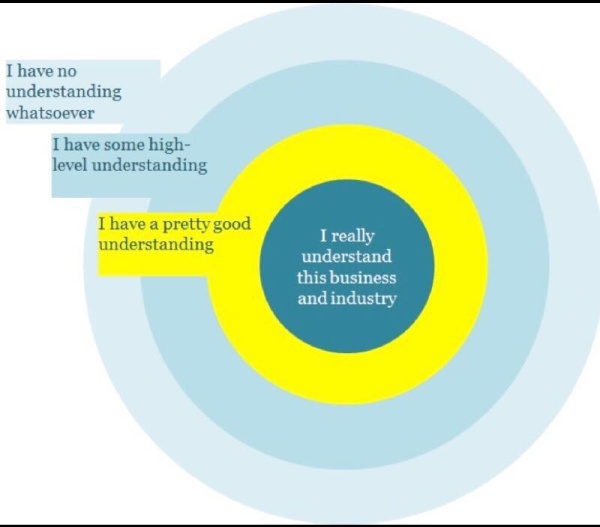 I have no
understanding
whatsoever
I have some high-
level understanding
I have a pretty good
understanding
I really
understand
this business
and industry